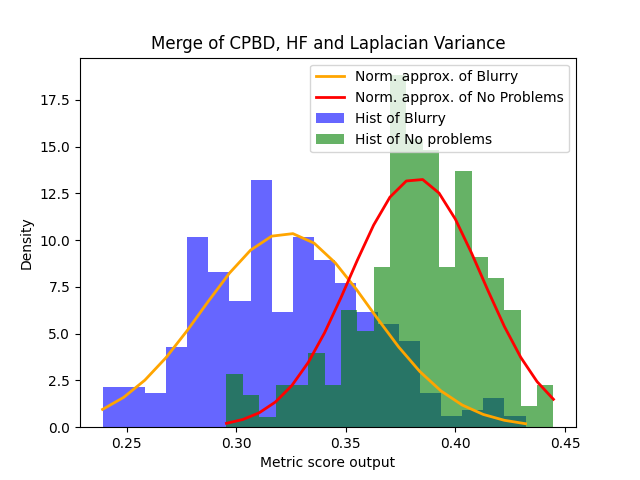 Merge of CPBD, HF and Laplacian Variance
Norm. approx. of Blurry
Norm. approx. of No Problems
Hist of Blurry
Hist of No problems
Density
17.5
15.0
12.5
10.0
7.5
5.0
2.5
0.0
0.25
0.30
0.35
0.40
0.45
Metric score output